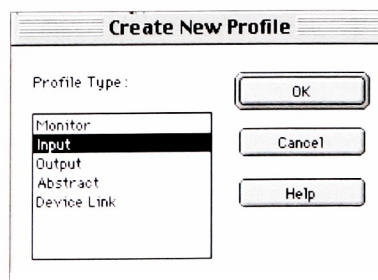 Create New Profile
Profile Type:
Monitor
Input
Output
Abstract
Device Link
OK
Cancel
Help